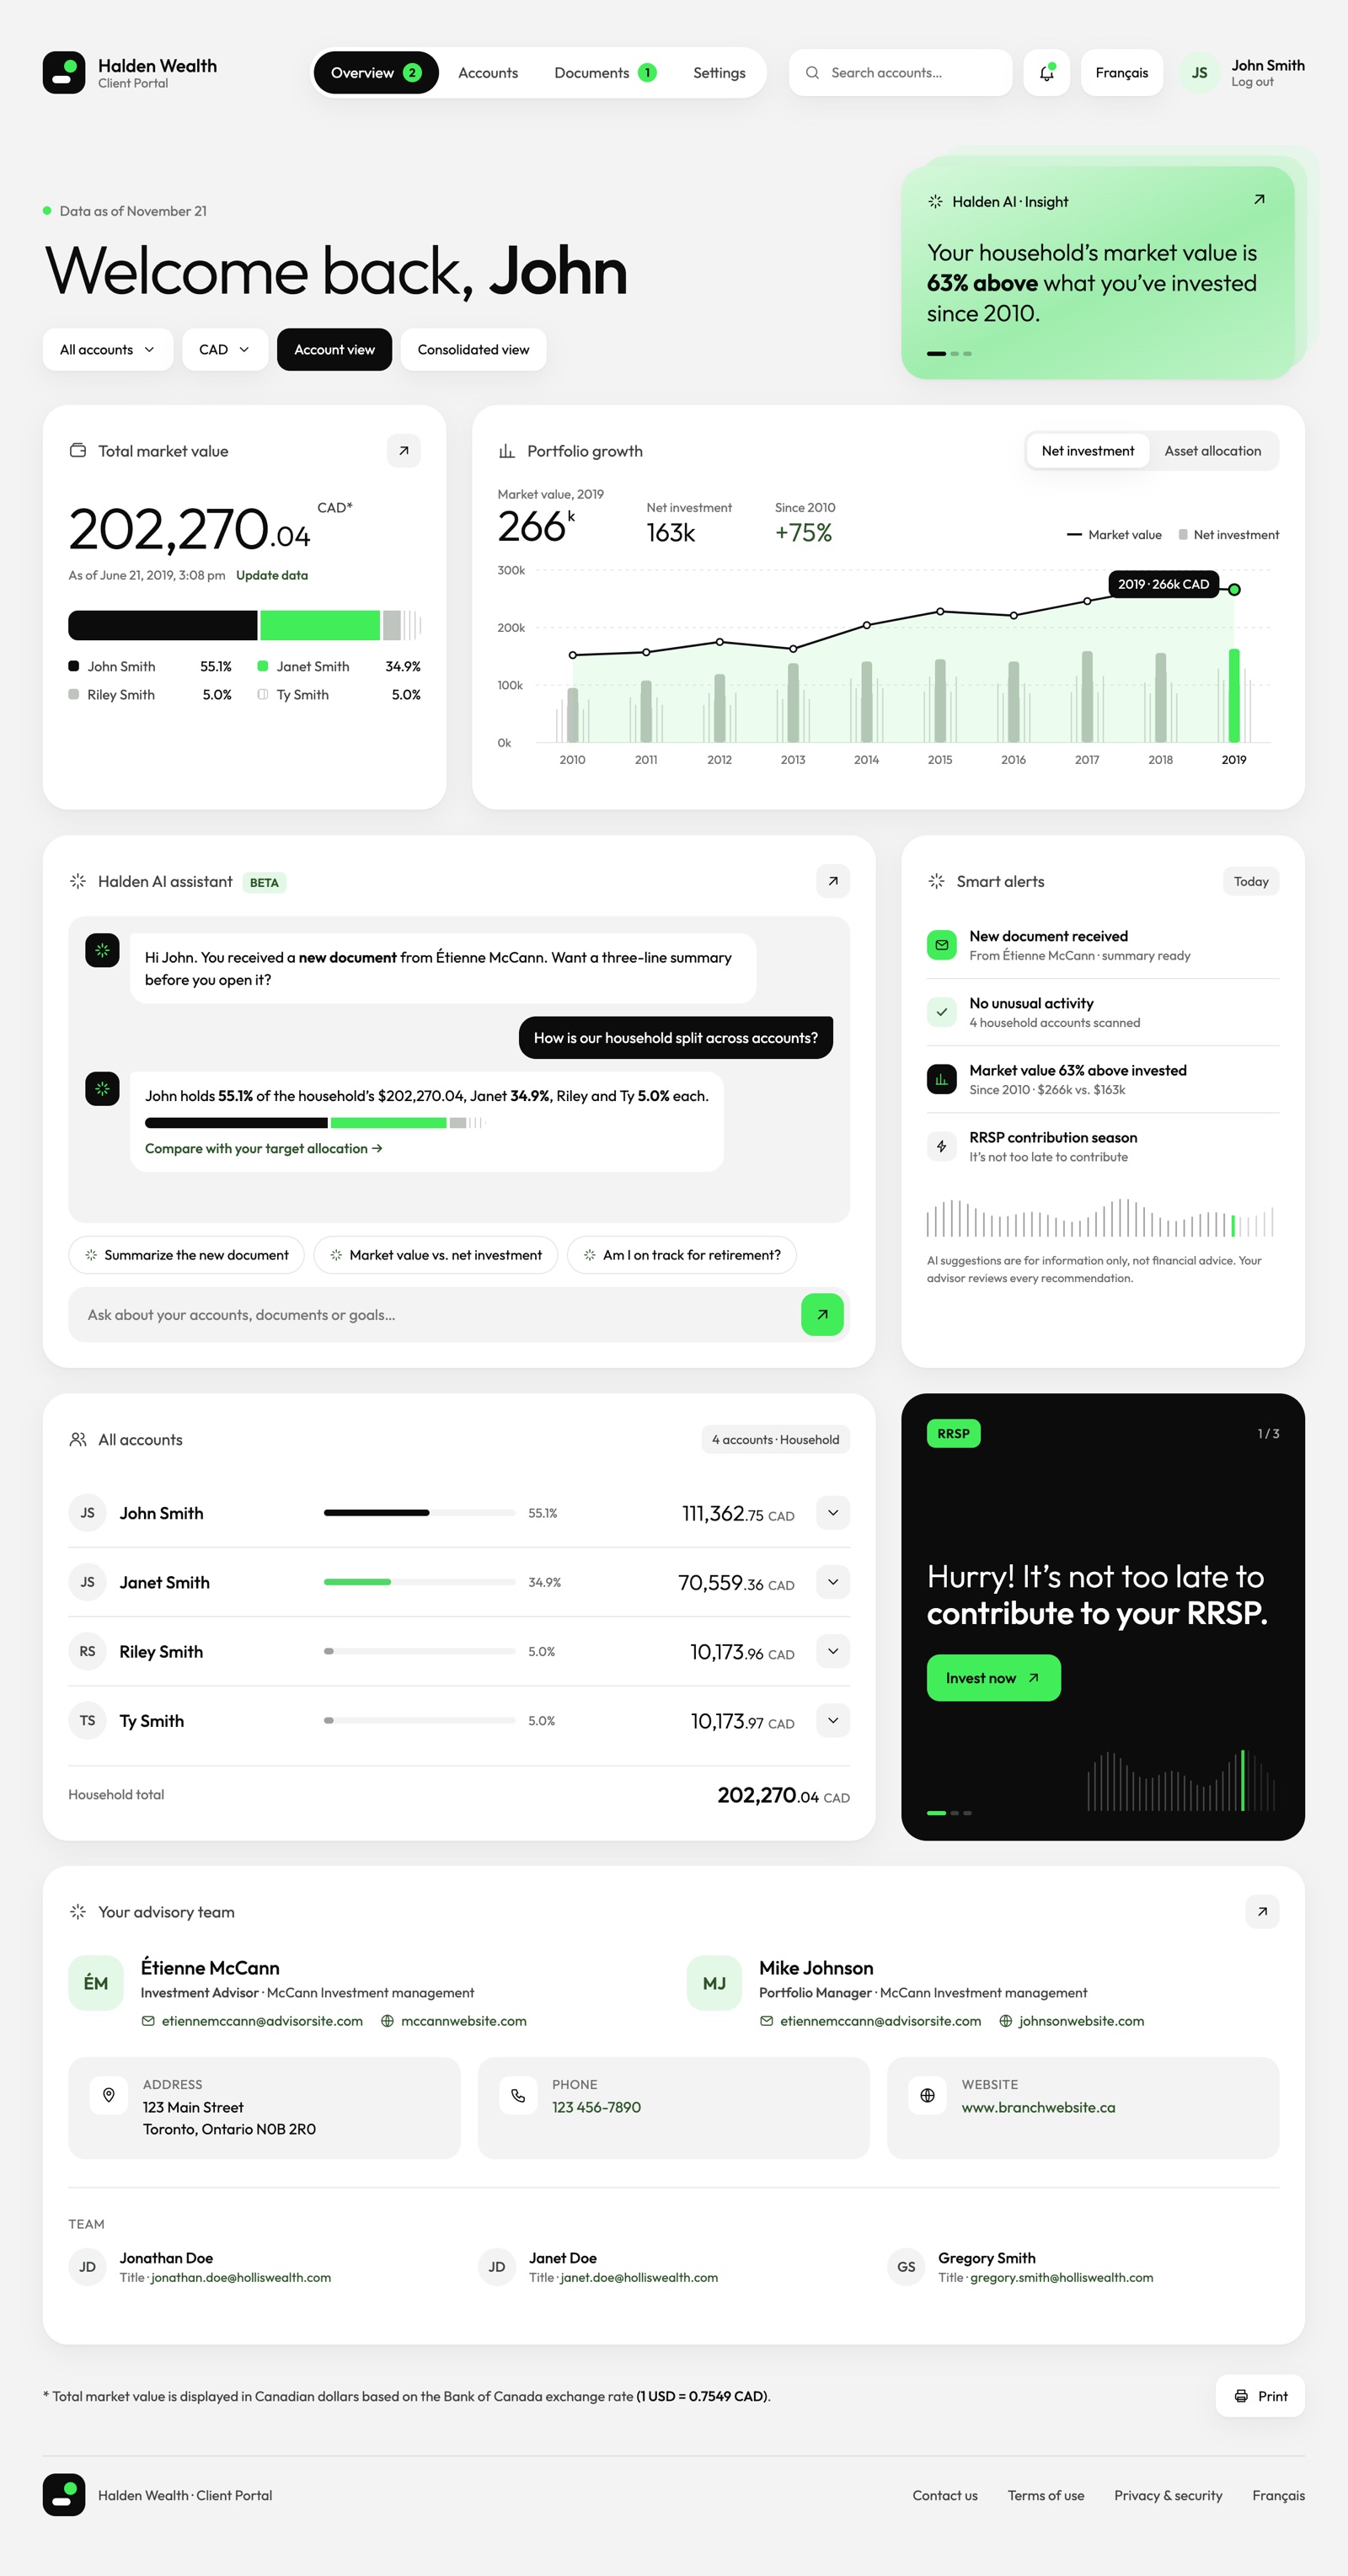 Halden Wealth
Client Portal
Overview 2
Accounts
Documents 1
Settings
Search accounts...
Français
JS
John Smith
Log out
Data as of November 21
Welcome back, John
All accounts
CAD
Account view
Consolidated view
Halden AI · Insight
Your household’s market value is
63% above what you’ve invested
since 2010.
Total market value
202,270.04 CAD*
As of June 21, 2019, 3:08 pm Update data
John Smith 55.1% Janet Smith 34.9%
Riley Smith 5.0% Ty Smith 5.0%
Portfolio growth
Net investment
Asset allocation
Market value, 2019
266k
Net investment
163k
Since 2010
+75%
Market value
Net investment
300k
200k
100k
0k
2019 · 266k CAD
2010 2011 2012 2013 2014 2015 2016 2017 2018 2019
Halden AI assistant BETA
Hi John. You received a new document from Étienne McCann. Want a three-line summary
before you open it?
How is our household split across accounts?
John holds 55.1% of the household’s $202,270.04, Janet 34.9%, Riley and Ty 5.0% each.
Compare with your target allocation →
Summarize the new document
Market value vs. net investment
Am I on track for retirement?
Ask about your accounts, documents or goals...
Smart alerts
Today
New document received
From Étienne McCann · summary ready
No unusual activity
4 household accounts scanned
Market value 63% above invested
Since 2010 · $266k vs. $163k
RRSP contribution season
It’s not too late to contribute
AI suggestions are for information only, not financial advice. Your
advisor reviews every recommendation.
All accounts
4 accounts · Household
JS John Smith 55.1% 111,362.75 CAD
JS Janet Smith 34.9% 70,559.36 CAD
RS Riley Smith 5.0% 10,173.96 CAD
TS Ty Smith 5.0% 10,173.97 CAD
Household total 202,270.04 CAD
RRSP
1 / 3
Hurry! It’s not too late to
contribute to your RRSP.
Invest now
Your advisory team
ÉM
Étienne McCann
Investment Advisor · McCann Investment management
etiennemccann@advisorsite.com mccannwebsite.com
MJ
Mike Johnson
Portfolio Manager · McCann Investment management
etiennemccann@advisorsite.com johnsonwebsite.com
ADDRESS
123 Main Street
Toronto, Ontario N0B 2R0
PHONE
123 456-7890
WEBSITE
www.branchwebsite.ca
TEAM
JD
Jonathan Doe
Title · jonathan.doe@holliswealth.com
JD
Janet Doe
Title · janet.doe@holliswealth.com
GS
Gregory Smith
Title · gregory.smith@holliswealth.com
* Total market value is displayed in Canadian dollars based on the Bank of Canada exchange rate (1 USD = 0.7549 CAD).
Print
Halden Wealth · Client Portal
Contact us
Terms of use
Privacy & security
Français